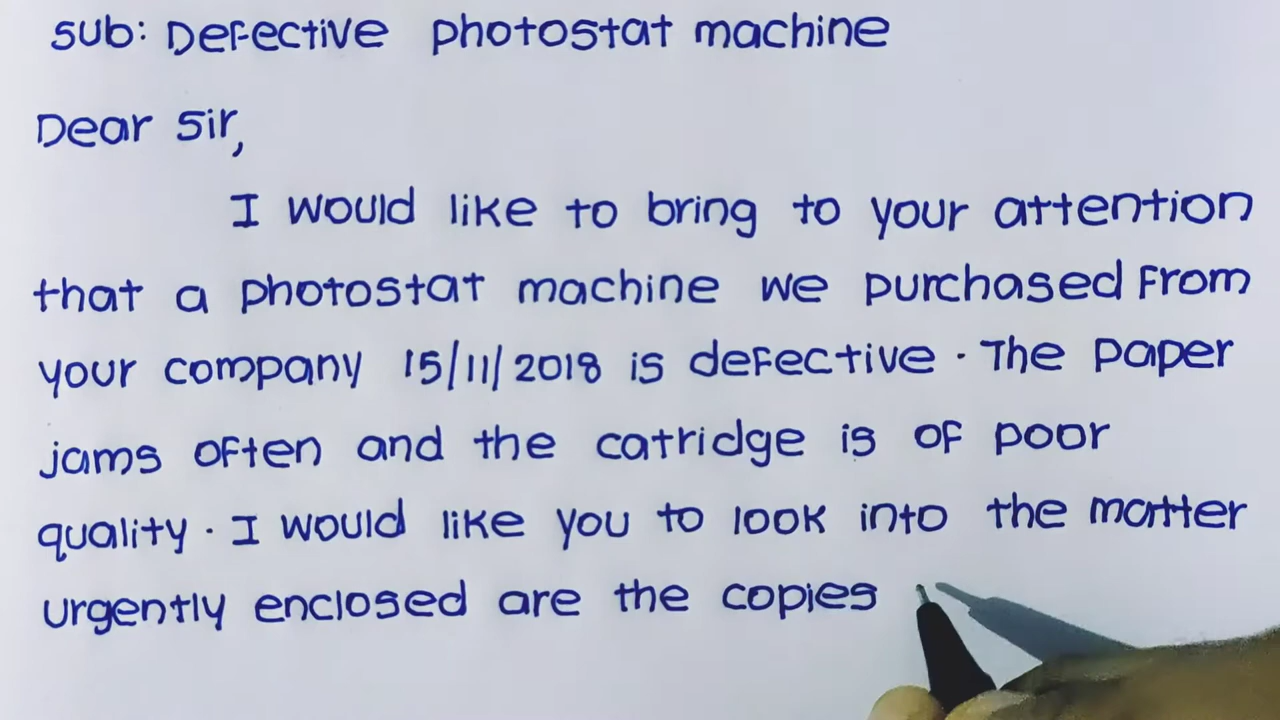 Sub: Defective photostat machine
Dear Sir,
I would like to bring to your attention
that a photostat machine we purchased from
your company 15/11/2018 is defective. The paper
jams often and the catridge is of poor
quality. I would like you to look into the matter
urgently enclosed are the copies